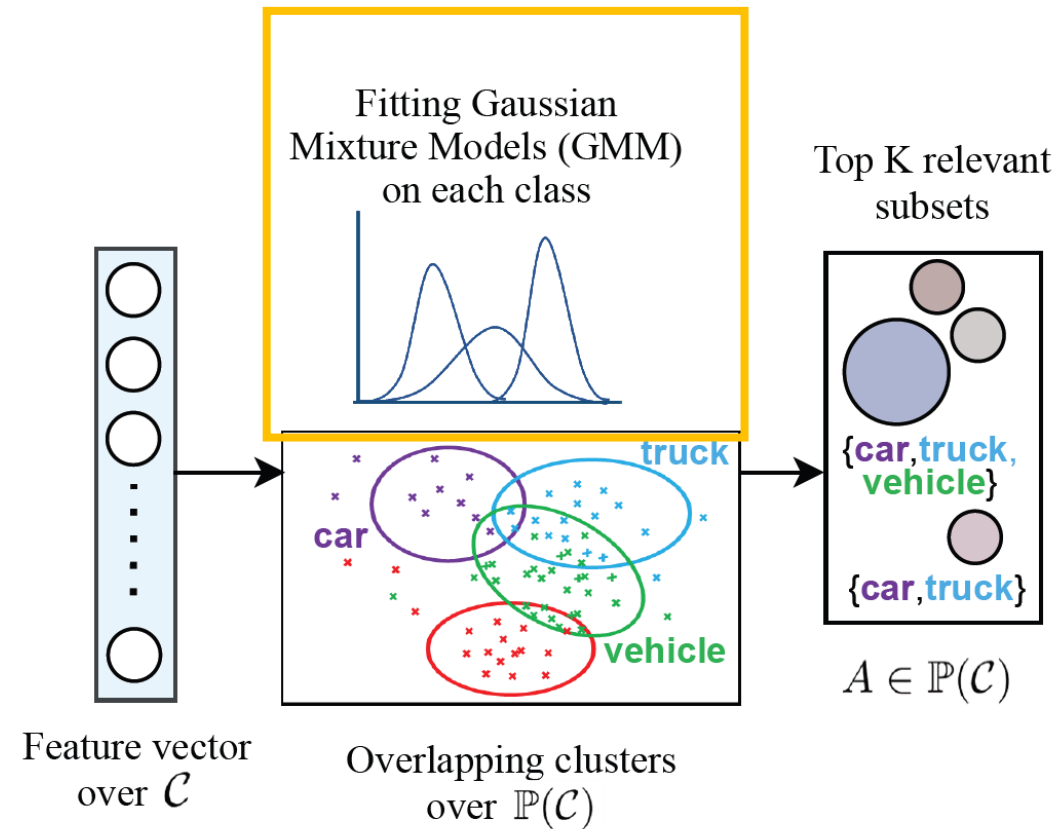 Fitting Gaussian
Mixture Models (GMM)
on each class
Top K relevant
subsets
truck
car
vehicle
{car,truck,
vehicle}
{car,truck}
A ∈ ℙ(𝒞)
Feature vector
over 𝒞
Overlapping clusters
over ℙ(𝒞)